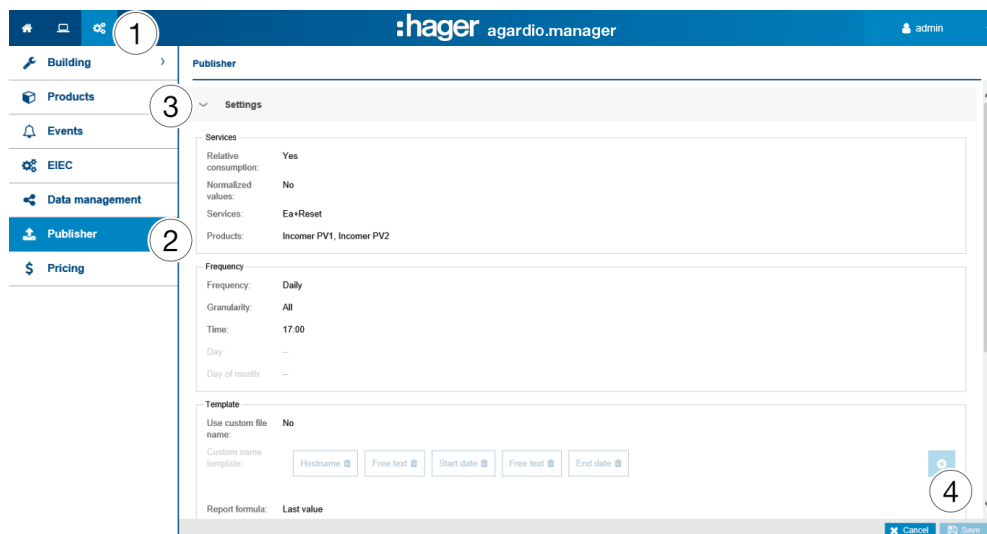 1
:hager agardio.manager
admin
Building
Publisher
Products
3
Settings
Events
Services
Relative consumption: Yes
EIEC
Normalized values: No
Data management
Services: Ea+Reset
Publisher
2
Products: Incomer PV1, Incomer PV2
Pricing
Frequency
Frequency: Daily
Granularity: All
Time: 17:00
Day: --
Day of month: --
Template
Use custom file name: No
Custom name template: Hostname Free text Start date Free text End date
4
Report formula: Last value
Cancel Save